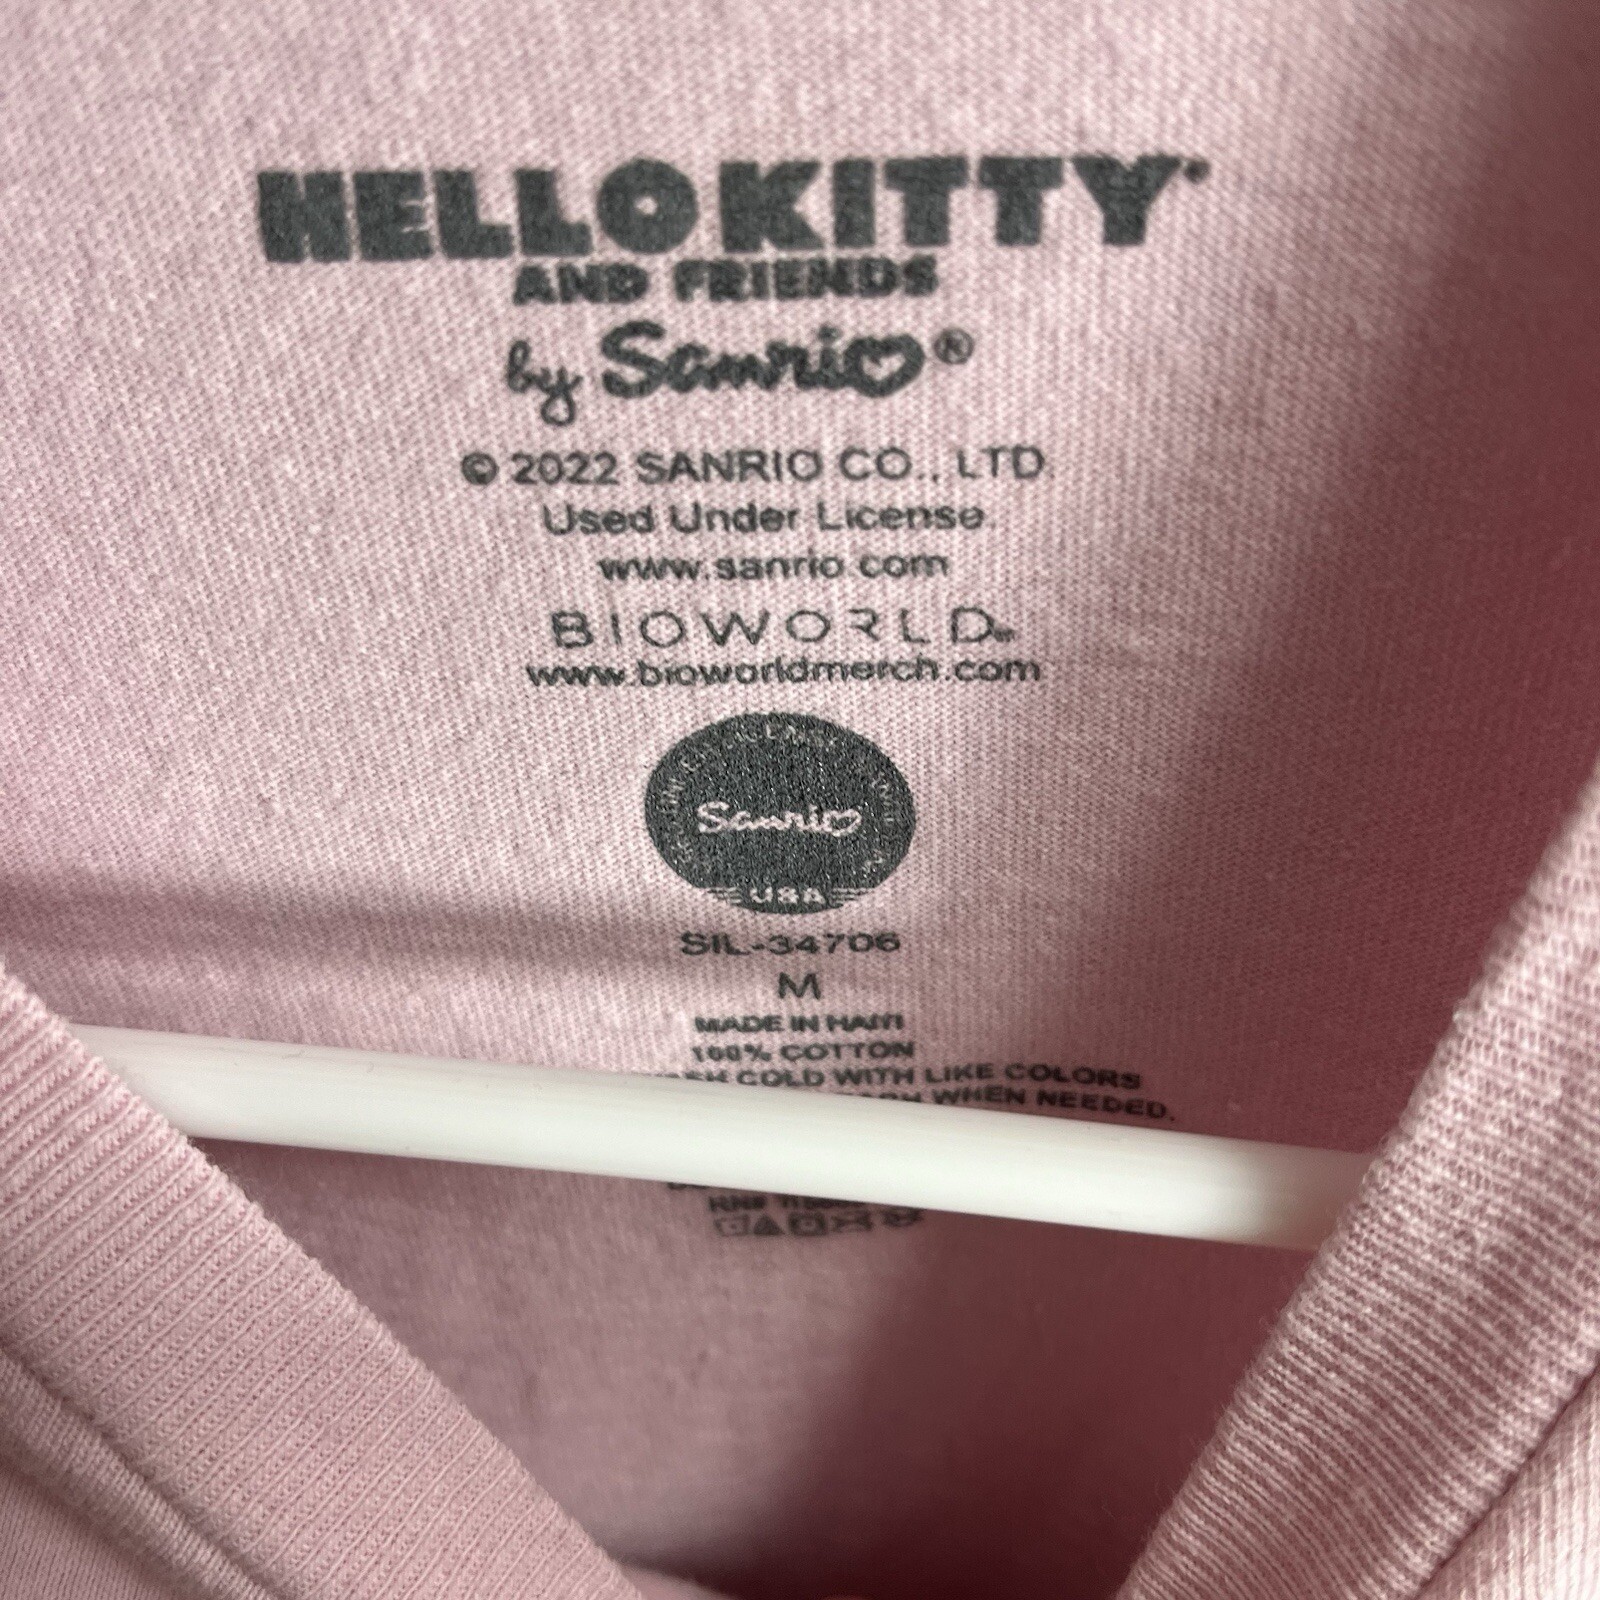 HELLO KITTY
AND FRIENDS
by Sanrio®
© 2022 SANRIO CO., LTD.
Used Under License.
www.sanrio.com
BIOWORLD
www.bioworldmerch.com
Sanrio
USA
SIL-34706
M
MADE IN HAITI
100% COTTON
COLD WITH LIKE COLORS
WHEN NEEDED.
RN#